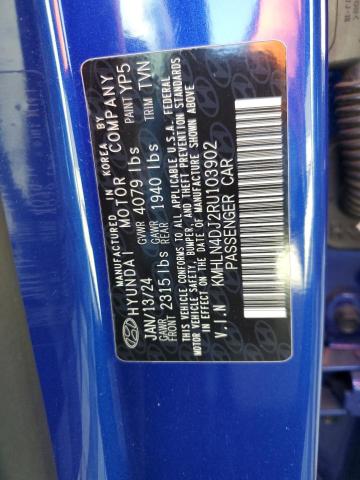 MANUFACTURED IN KOREA BY
HYUNDAI MOTOR COMPANY
JAN/13/24 GVWR 4079 lbs PAINT YP5
GAWR FRONT 2315 lbs GAWR REAR 1940 lbs TRIM TVN
THIS VEHICLE CONFORMS TO ALL APPLICABLE U.S.A. FEDERAL
MOTOR VEHICLE SAFETY, BUMPER, AND THEFT PREVENTION STANDARDS
IN EFFECT ON THE DATE OF MANUFACTURE SHOWN ABOVE.
V.I.N KMHLN4DJ2RU103902
PASSENGER CAR